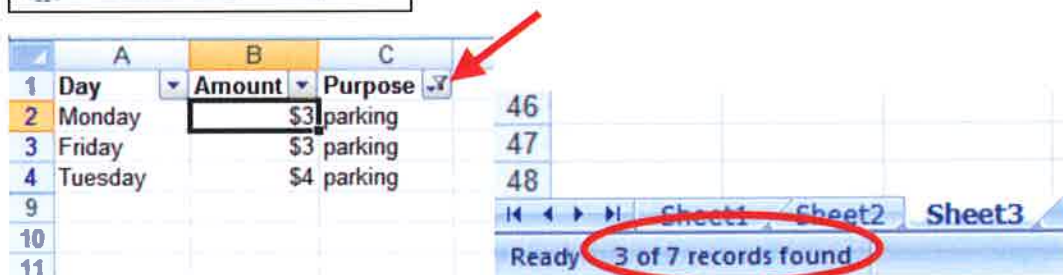 A B C
1 Day Amount Purpose
2 Monday $3 parking
3 Friday $3 parking
4 Tuesday $4 parking
9
10
11
46
47
48
Sheet1 Sheet2 Sheet3
Ready 3 of 7 records found